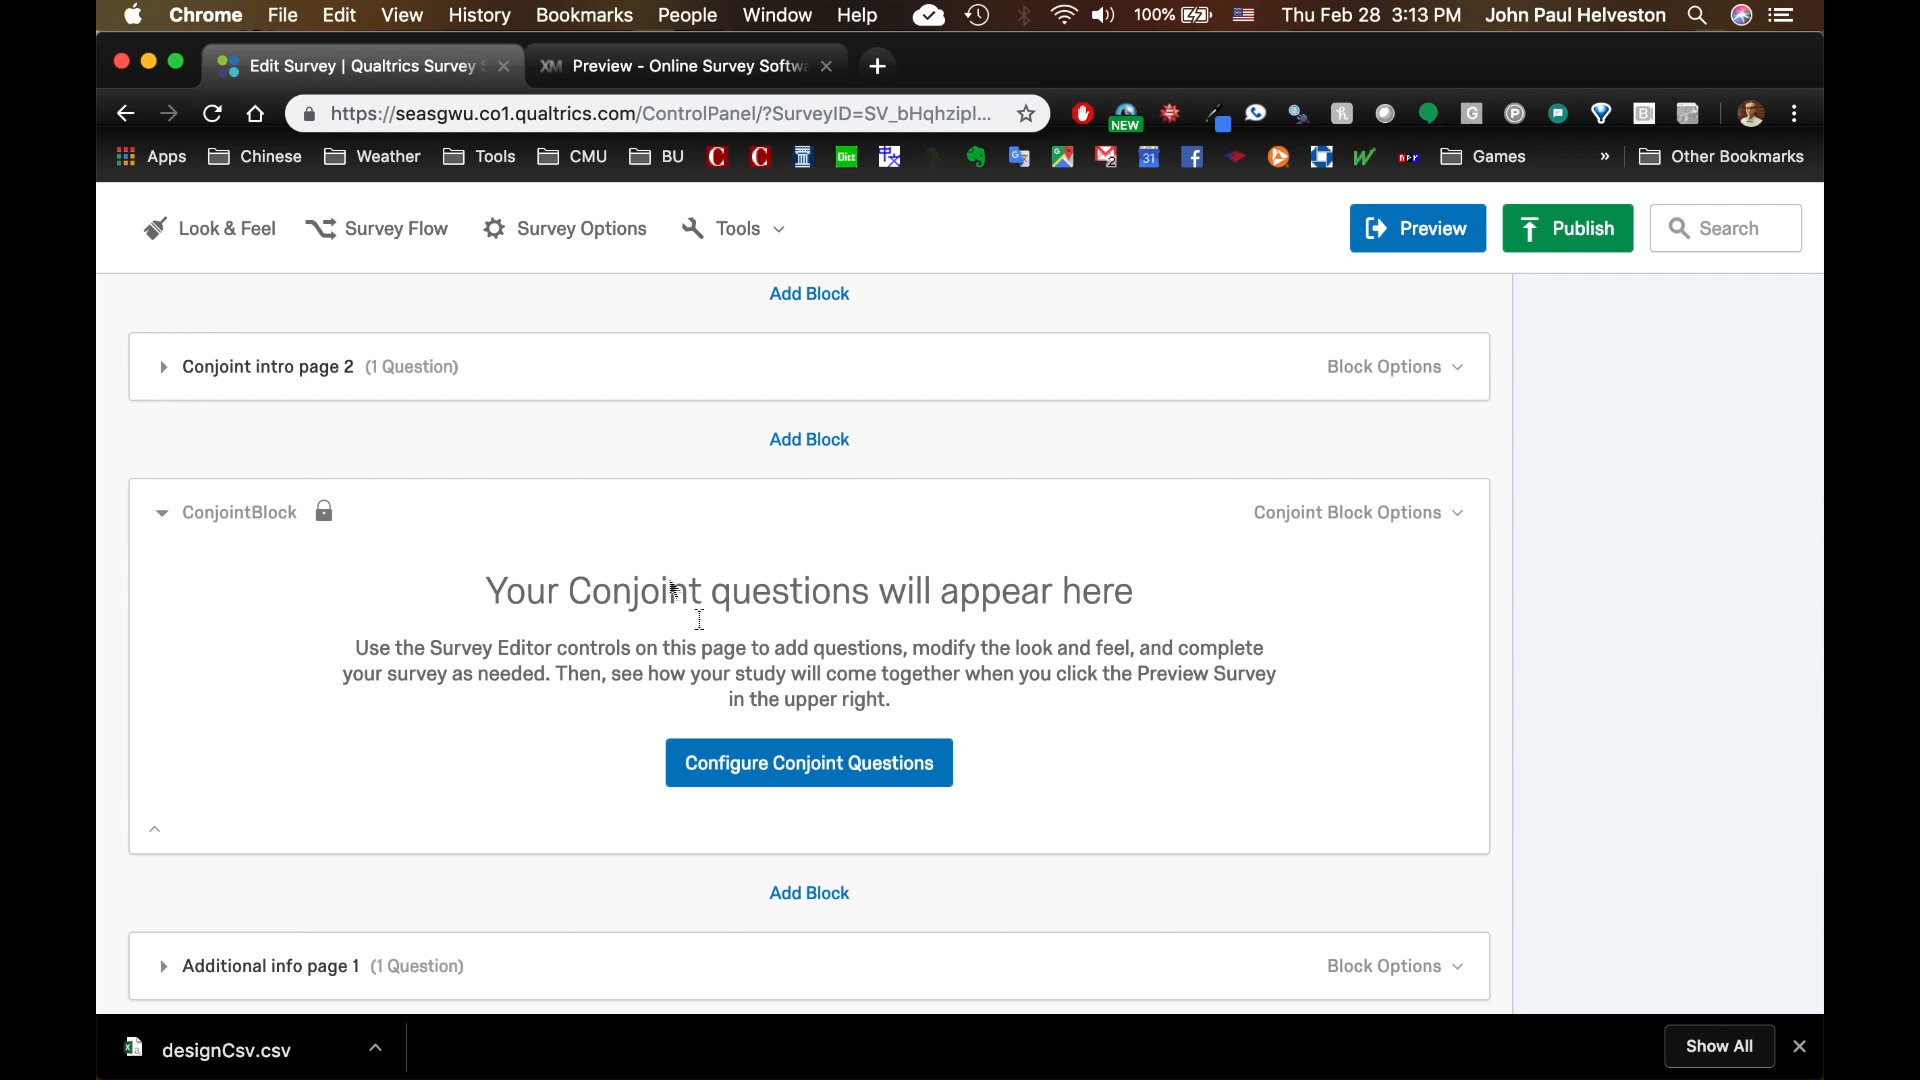 Chrome File Edit View History Bookmarks People Window Help 100% Thu Feb 28 3:13 PM John Paul Helveston
Edit Survey | Qualtrics Survey
XM Preview - Online Survey Softw
https://seasgwu.co1.qualtrics.com/ControlPanel/?SurveyID=SV_bHqhzipl...
NEW
Apps Chinese Weather Tools CMU BU Dict 31 npr Games » Other Bookmarks
Look & Feel Survey Flow Survey Options Tools Preview Publish Search
Add Block
Conjoint intro page 2 (1 Question) Block Options
Add Block
ConjointBlock Conjoint Block Options
Your Conjoint questions will appear here
Use the Survey Editor controls on this page to add questions, modify the look and feel, and complete
your survey as needed. Then, see how your study will come together when you click the Preview Survey
in the upper right.
Configure Conjoint Questions
Add Block
Additional info page 1 (1 Question) Block Options
designCsv.csv Show All